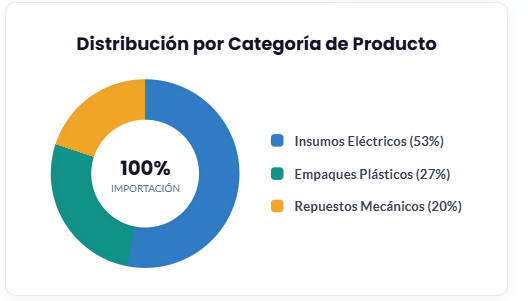 Distribución por Categoría de Producto
100%
IMPORTACIÓN
Insumos Eléctricos (53%)
Empaques Plásticos (27%)
Repuestos Mecánicos (20%)